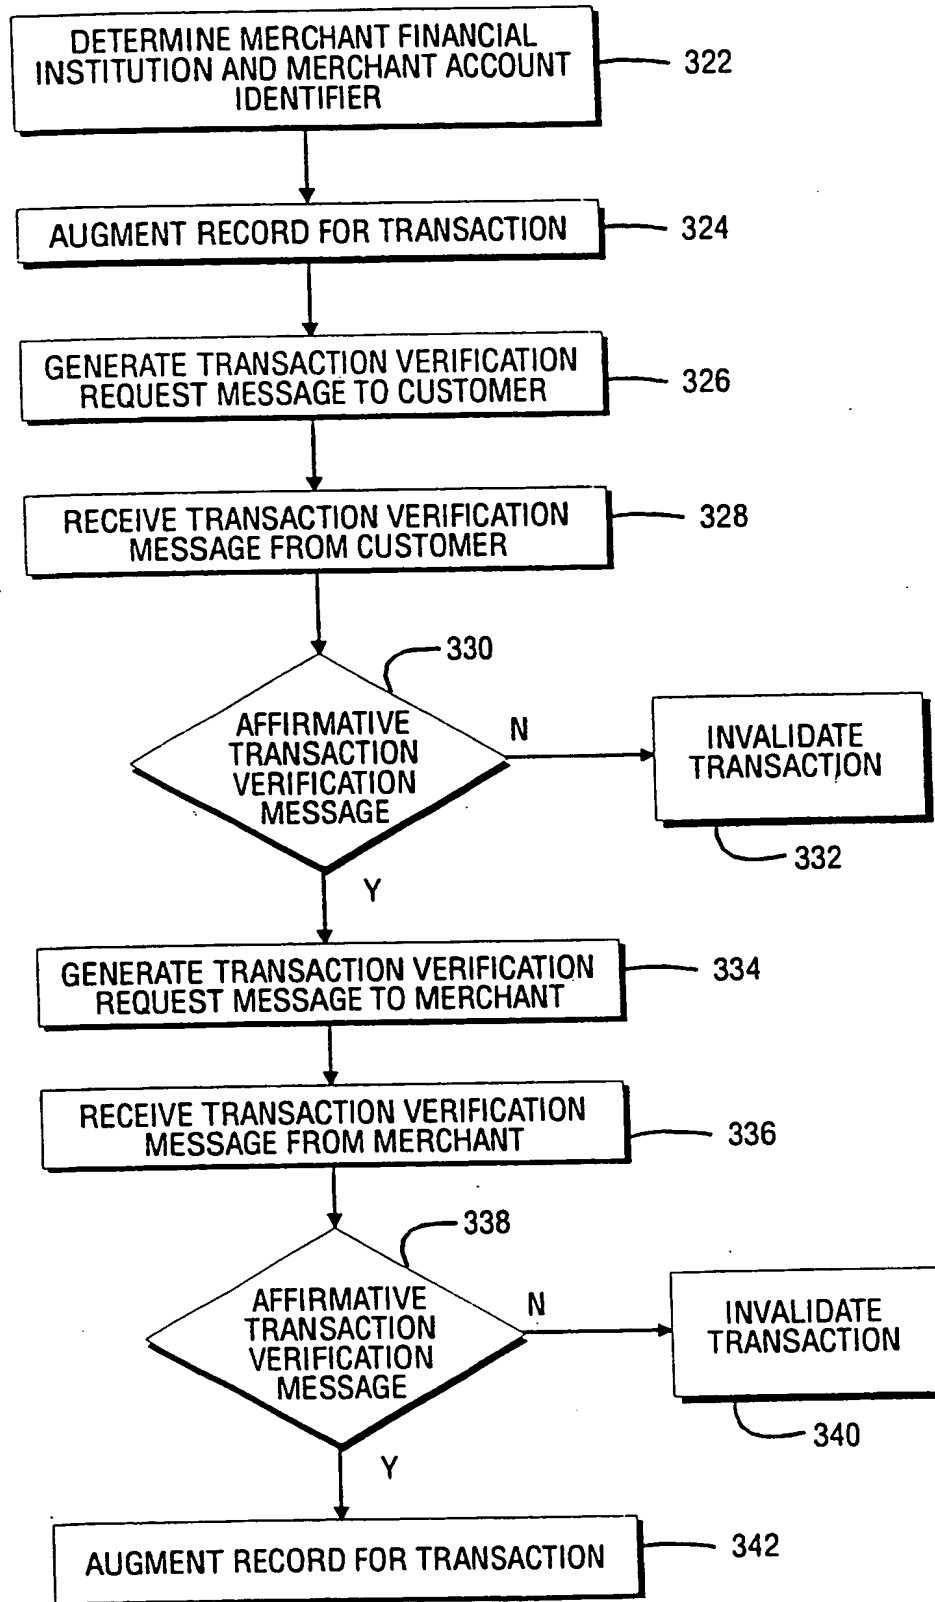 DETERMINE MERCHANT FINANCIAL
INSTITUTION AND MERCHANT ACCOUNT
IDENTIFIER
322
AUGMENT RECORD FOR TRANSACTION
324
GENERATE TRANSACTION VERIFICATION
REQUEST MESSAGE TO CUSTOMER
326
RECEIVE TRANSACTION VERIFICATION
MESSAGE FROM CUSTOMER
328
330
AFFIRMATIVE
TRANSACTION
VERIFICATION
MESSAGE
N
INVALIDATE
TRANSACTION
332
Y
GENERATE TRANSACTION VERIFICATION
REQUEST MESSAGE TO MERCHANT
334
RECEIVE TRANSACTION VERIFICATION
MESSAGE FROM MERCHANT
336
338
AFFIRMATIVE
TRANSACTION
VERIFICATION
MESSAGE
N
INVALIDATE
TRANSACTION
340
Y
AUGMENT RECORD FOR TRANSACTION
342